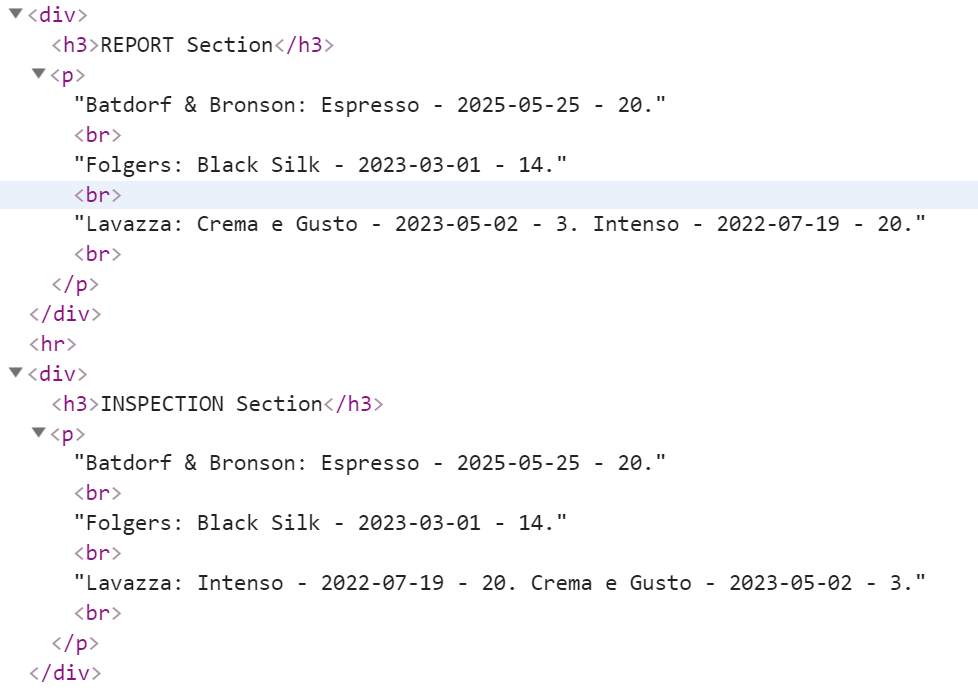 ▼<div>
<h3>REPORT Section</h3>
▼<p>
"Batdorf & Bronson: Espresso - 2025-05-25 - 20."
<br>
"Folgers: Black Silk - 2023-03-01 - 14."
<br>
"Lavazza: Crema e Gusto - 2023-05-02 - 3. Intenso - 2022-07-19 - 20."
<br>
</p>
</div>
<hr>
▼<div>
<h3>INSPECTION Section</h3>
▼<p>
"Batdorf & Bronson: Espresso - 2025-05-25 - 20."
<br>
"Folgers: Black Silk - 2023-03-01 - 14."
<br>
"Lavazza: Intenso - 2022-07-19 - 20. Crema e Gusto - 2023-05-02 - 3."
<br>
</p>
</div>